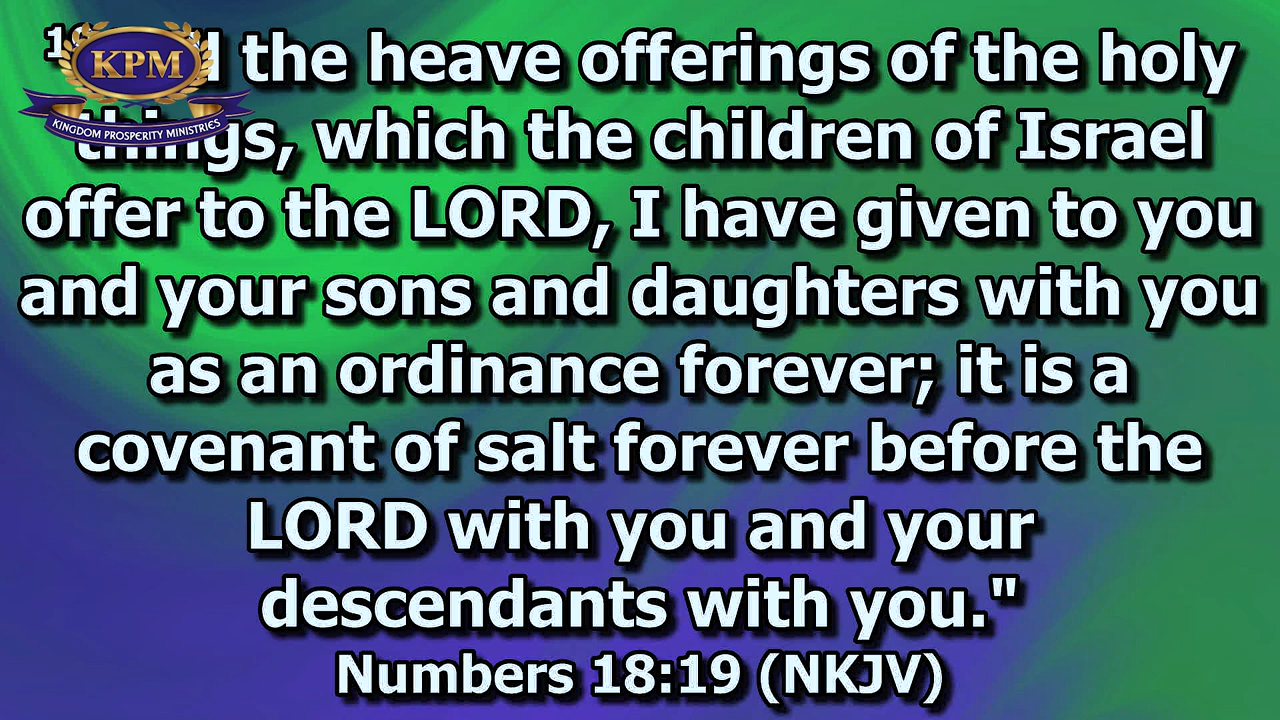 KPM
KINGDOM PROSPERITY MINISTRIES
the heave offerings of the holy
things, which the children of Israel
offer to the LORD, I have given to you
and your sons and daughters with you
as an ordinance forever; it is a
covenant of salt forever before the
LORD with you and your
descendants with you."
Numbers 18:19 (NKJV)